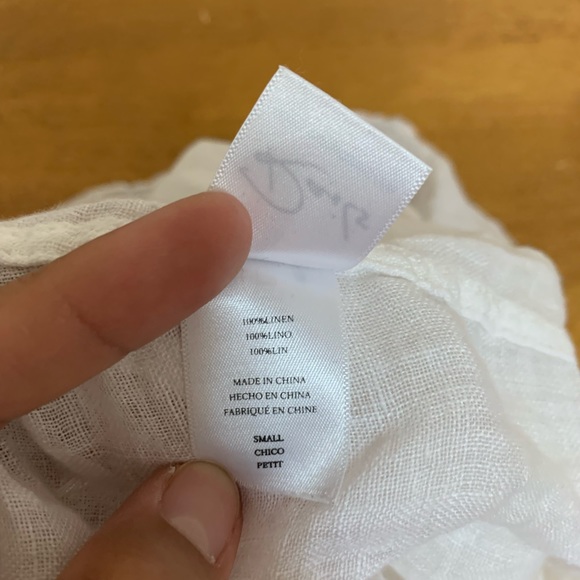 100%LINEN
100%LINO
100%LIN
MADE IN CHINA
HECHO EN CHINA
FABRIQUÉ EN CHINE
SMALL
CHICO
PETIT